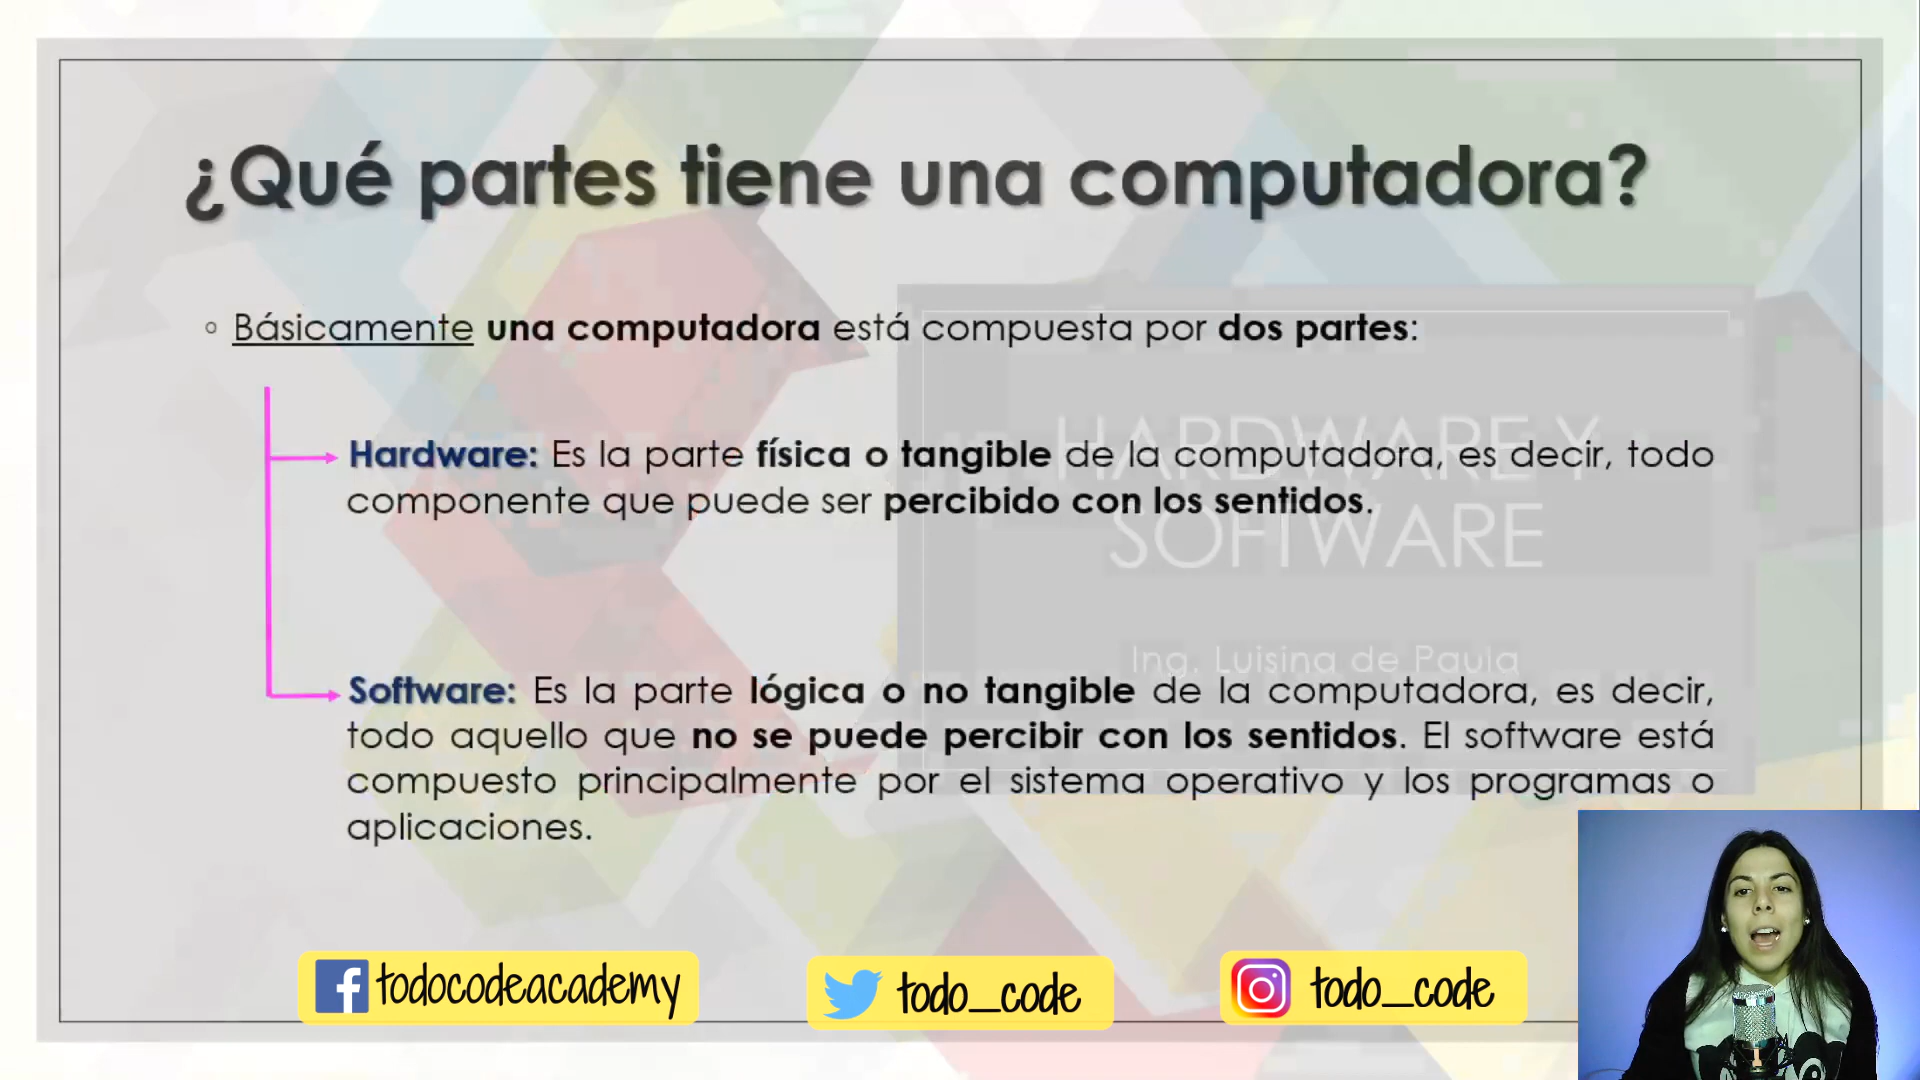 ¿Qué partes tiene una computadora?
◦ Básicamente una computadora está compuesta por dos partes:
Hardware: Es la parte física o tangible de la computadora, es decir, todo
componente que puede ser percibido con los sentidos.
HARDWARE Y
SOFTWARE
Ing. Luisina de Paula
Software: Es la parte lógica o no tangible de la computadora, es decir,
todo aquello que no se puede percibir con los sentidos. El software está
compuesto principalmente por el sistema operativo y los programas o
aplicaciones.
todocodeacademy
todo_code
todo_code